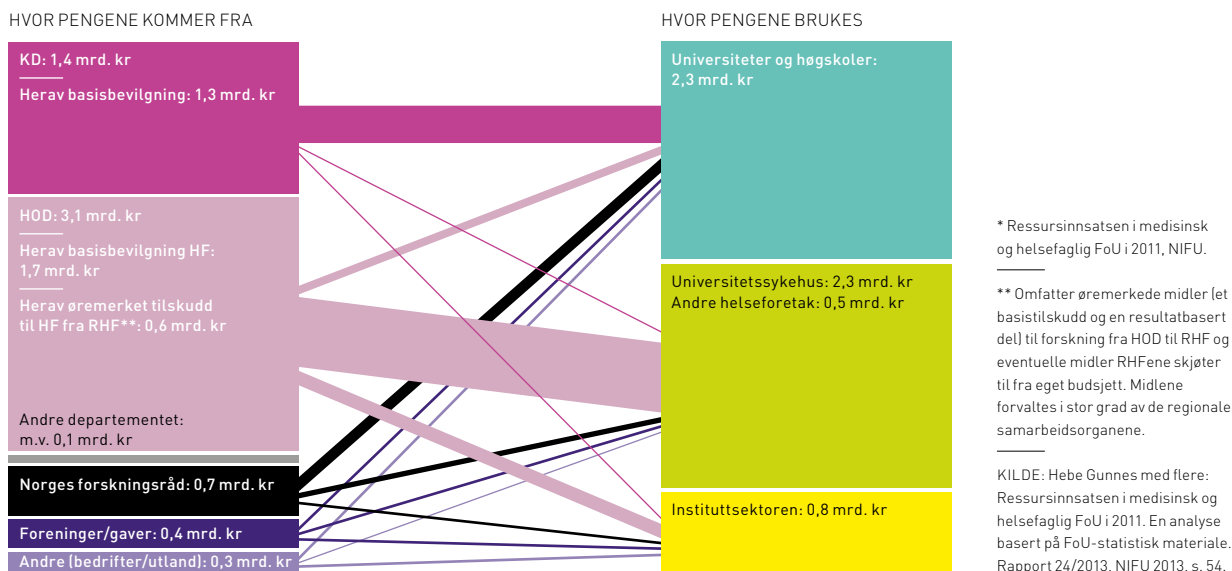 HVOR PENGENE KOMMER FRA
KD: 1,4 mrd. kr
Herav basisbevilgning: 1,3 mrd. kr
HOD: 3,1 mrd. kr
Herav basisbevilgning HF:
1,7 mrd. kr
Herav øremerket tilskudd
til HF fra RHF**: 0,6 mrd. kr
Andre departementet:
m.v. 0,1 mrd. kr
Norges forskningsråd: 0,7 mrd. kr
Foreninger/gaver: 0,4 mrd. kr
Andre (bedrifter/utland): 0,3 mrd. kr
HVOR PENGENE BRUKES
Universiteter og høgskoler:
2,3 mrd. kr
Universitetssykehus: 2,3 mrd. kr
Andre helseforetak: 0,5 mrd. kr
Instituttsektoren: 0,8 mrd. kr
* Ressursinnsatsen i medisinsk
og helsefaglig FoU i 2011, NIFU.
** Omfatter øremerkede midler (et
basistilskudd og en resultatbasert
del) til forskning fra HOD til RHF og
eventuelle midler RHFene skjøter
til fra eget budsjett. Midlene
forvaltes i stor grad av de regionale
samarbeidsorganene.
KILDE: Hebe Gunnes med flere:
Ressursinnsatsen i medisinsk og
helsefaglig FoU i 2011. En analyse
basert på FoU-statistisk materiale.
Rapport 24/2013. NIFU 2013. s. 54.